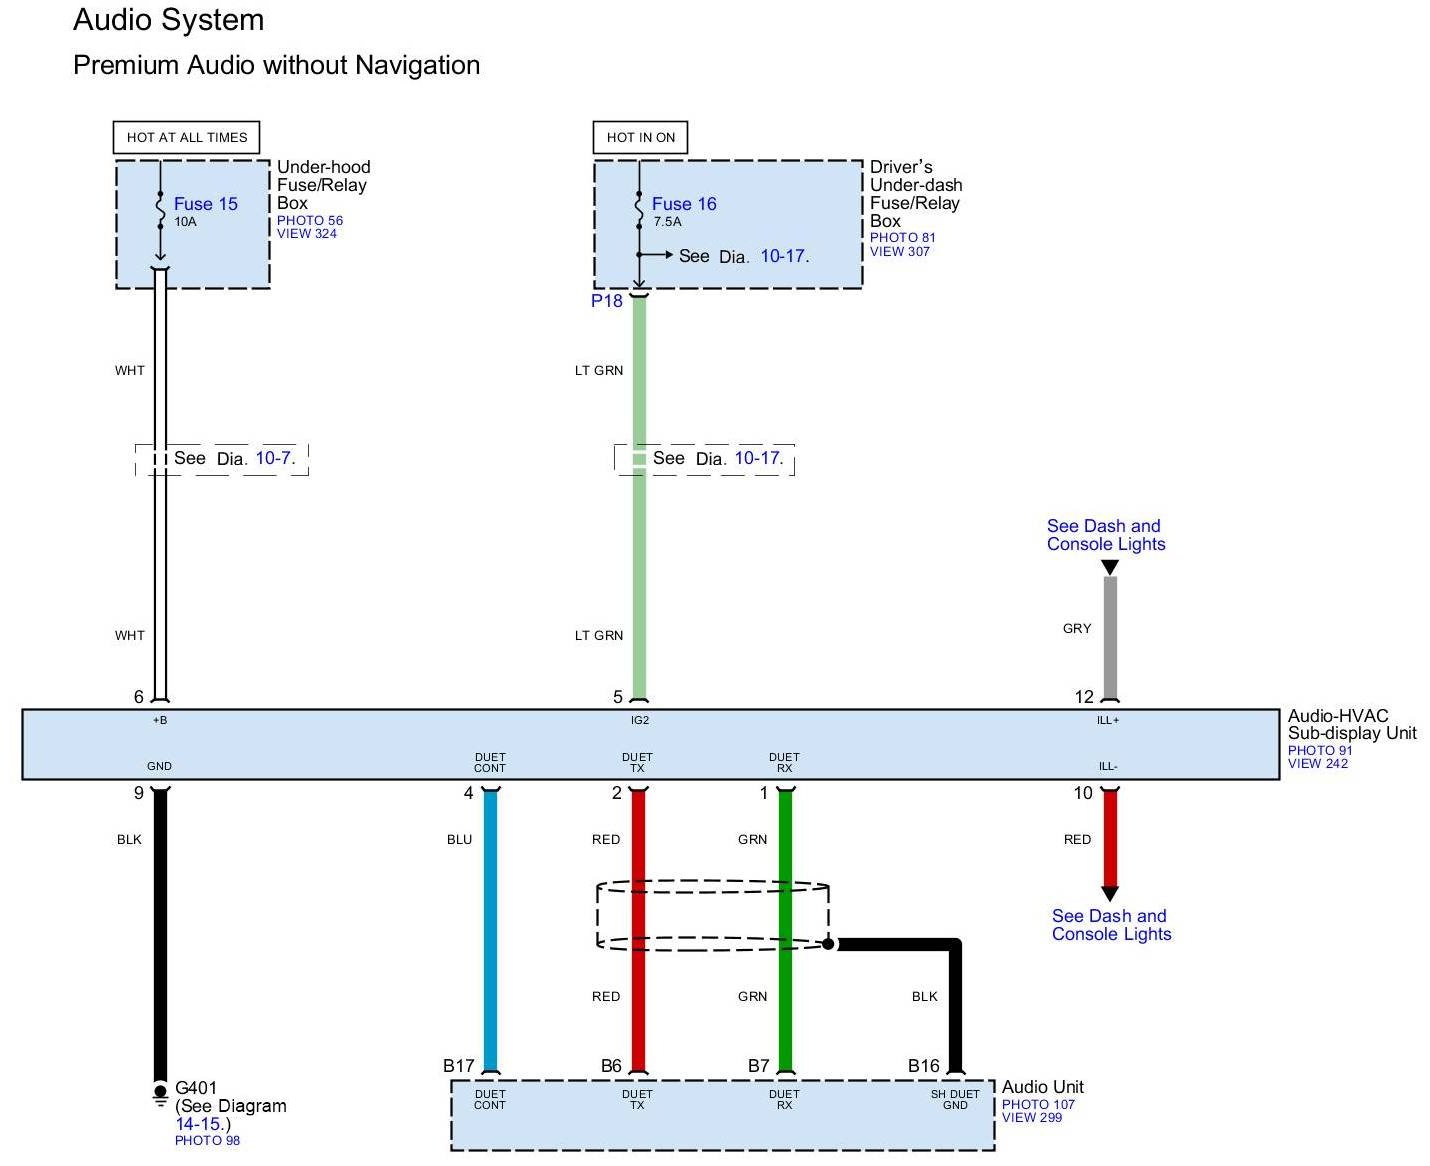 Audio System
Premium Audio without Navigation
HOT AT ALL TIMES
Under-hood
Fuse/Relay
Box
PHOTO 56
VIEW 324
Fuse 15
10A
HOT IN ON
Driver's
Under-dash
Fuse/Relay
Box
PHOTO 81
VIEW 307
Fuse 16
7.5A
See Dia. 10-17.
P18
WHT
LT GRN
See Dia. 10-7.
See Dia. 10-17.
See Dash and
Console Lights
WHT
LT GRN
GRY
6
5
12
+B
IG2
ILL+
Audio-HVAC
Sub-display Unit
PHOTO 91
VIEW 242
GND
DUET
CONT
DUET
TX
DUET
RX
ILL-
9
4
2
1
10
BLK
BLU
RED
GRN
RED
See Dash and
Console Lights
RED
GRN
BLK
B17
B6
B7
B16
G401
(See Diagram
14-15.)
PHOTO 98
DUET
CONT
DUET
TX
DUET
RX
SH DUET
GND
Audio Unit
PHOTO 107
VIEW 299